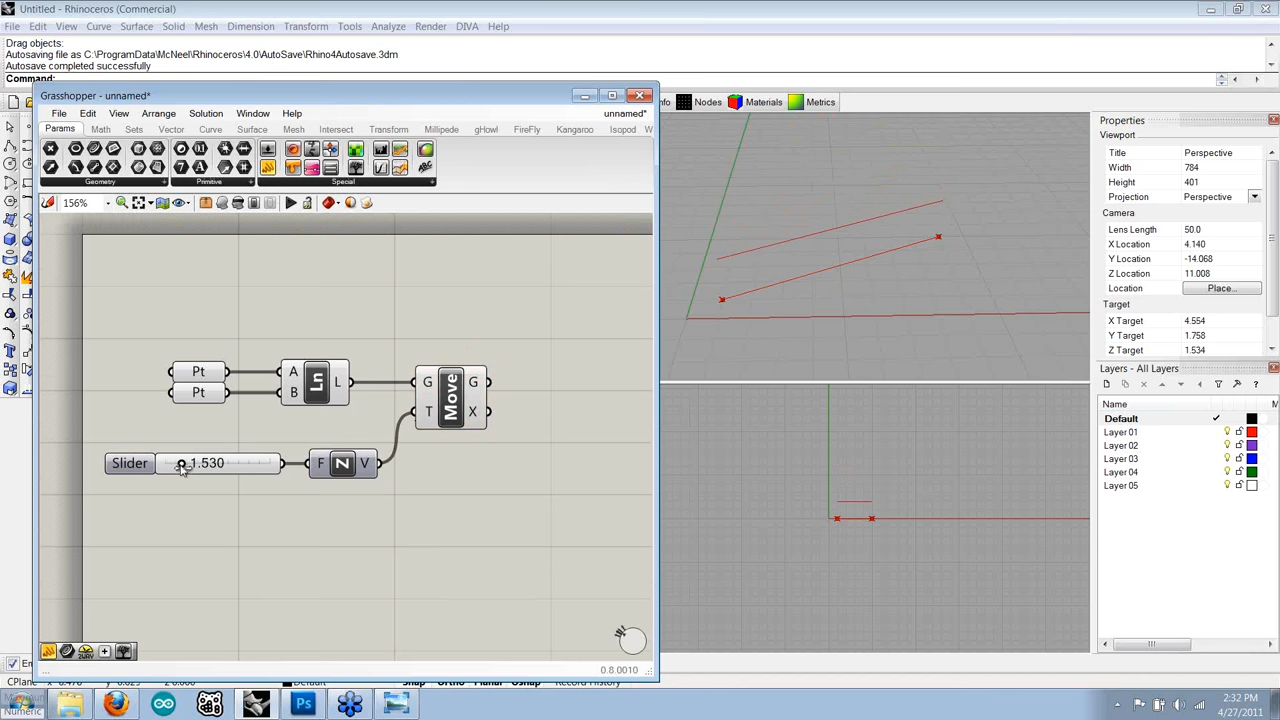 Untitled - Rhinoceros (Commercial)
File Edit View Curve Surface Solid Mesh Dimension Transform Tools Analyze Render DIVA Help
Drag objects:
Autosaving file as C:\ProgramData\McNeel\Rhinoceros\4.0\AutoSave\Rhino4Autosave.3dm
Autosave completed successfully
Command:
Grasshopper - unnamed*
File Edit View Arrange Solution Window Help
unnamed*
Params Math Sets Vector Curve Surface Mesh Intersect Transform Millipede gHowl FireFly Kangaroo Isopod W
Geometry
Primitive
Special
156%
Nodes Materials Metrics
Pt
Pt
A
B
Ln
L
G
T
Move
G
X
Slider
1.530
F
Z
V
0.8.0010
Properties
Viewport
Title Perspective
Width 784
Height 401
Projection Perspective
Camera
Lens Length 50.0
X Location 4.140
Y Location -14.068
Z Location 11.008
Location Place...
Target
X Target 4.554
Y Target 1.758
Z Target 1.534
Layers - All Layers
Name
Default
Layer 01
Layer 02
Layer 03
Layer 04
Layer 05
Numeric
Ps
2:32 PM
4/27/2011